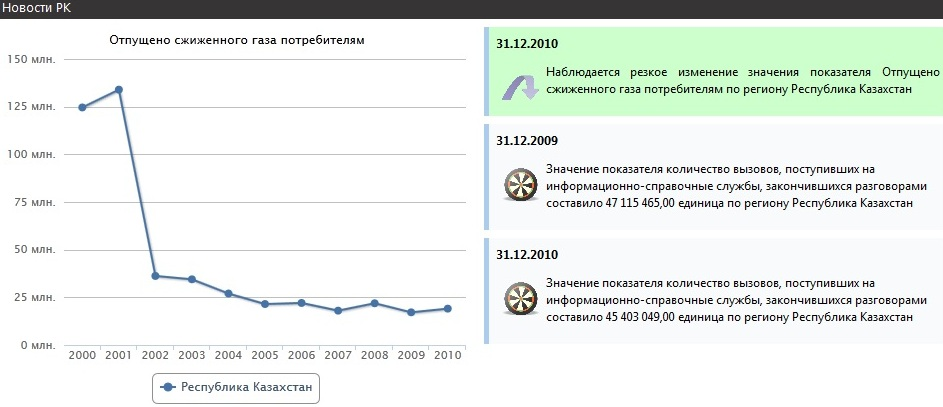 Новости РК
Отпущено сжиженного газа потребителям
150 млн.
125 млн.
100 млн.
75 млн.
50 млн.
25 млн.
0 млн.
2000 2001 2002 2003 2004 2005 2006 2007 2008 2009 2010
Республика Казахстан
31.12.2010
Наблюдается резкое изменение значения показателя Отпущено
сжиженного газа потребителям по региону Республика Казахстан
31.12.2009
Значение показателя количество вызовов, поступивших на
информационно-справочные службы, закончившихся разговорами
составило 47 115 465,00 единица по региону Республика Казахстан
31.12.2010
Значение показателя количество вызовов, поступивших на
информационно-справочные службы, закончившихся разговорами
составило 45 403 049,00 единица по региону Республика Казахстан